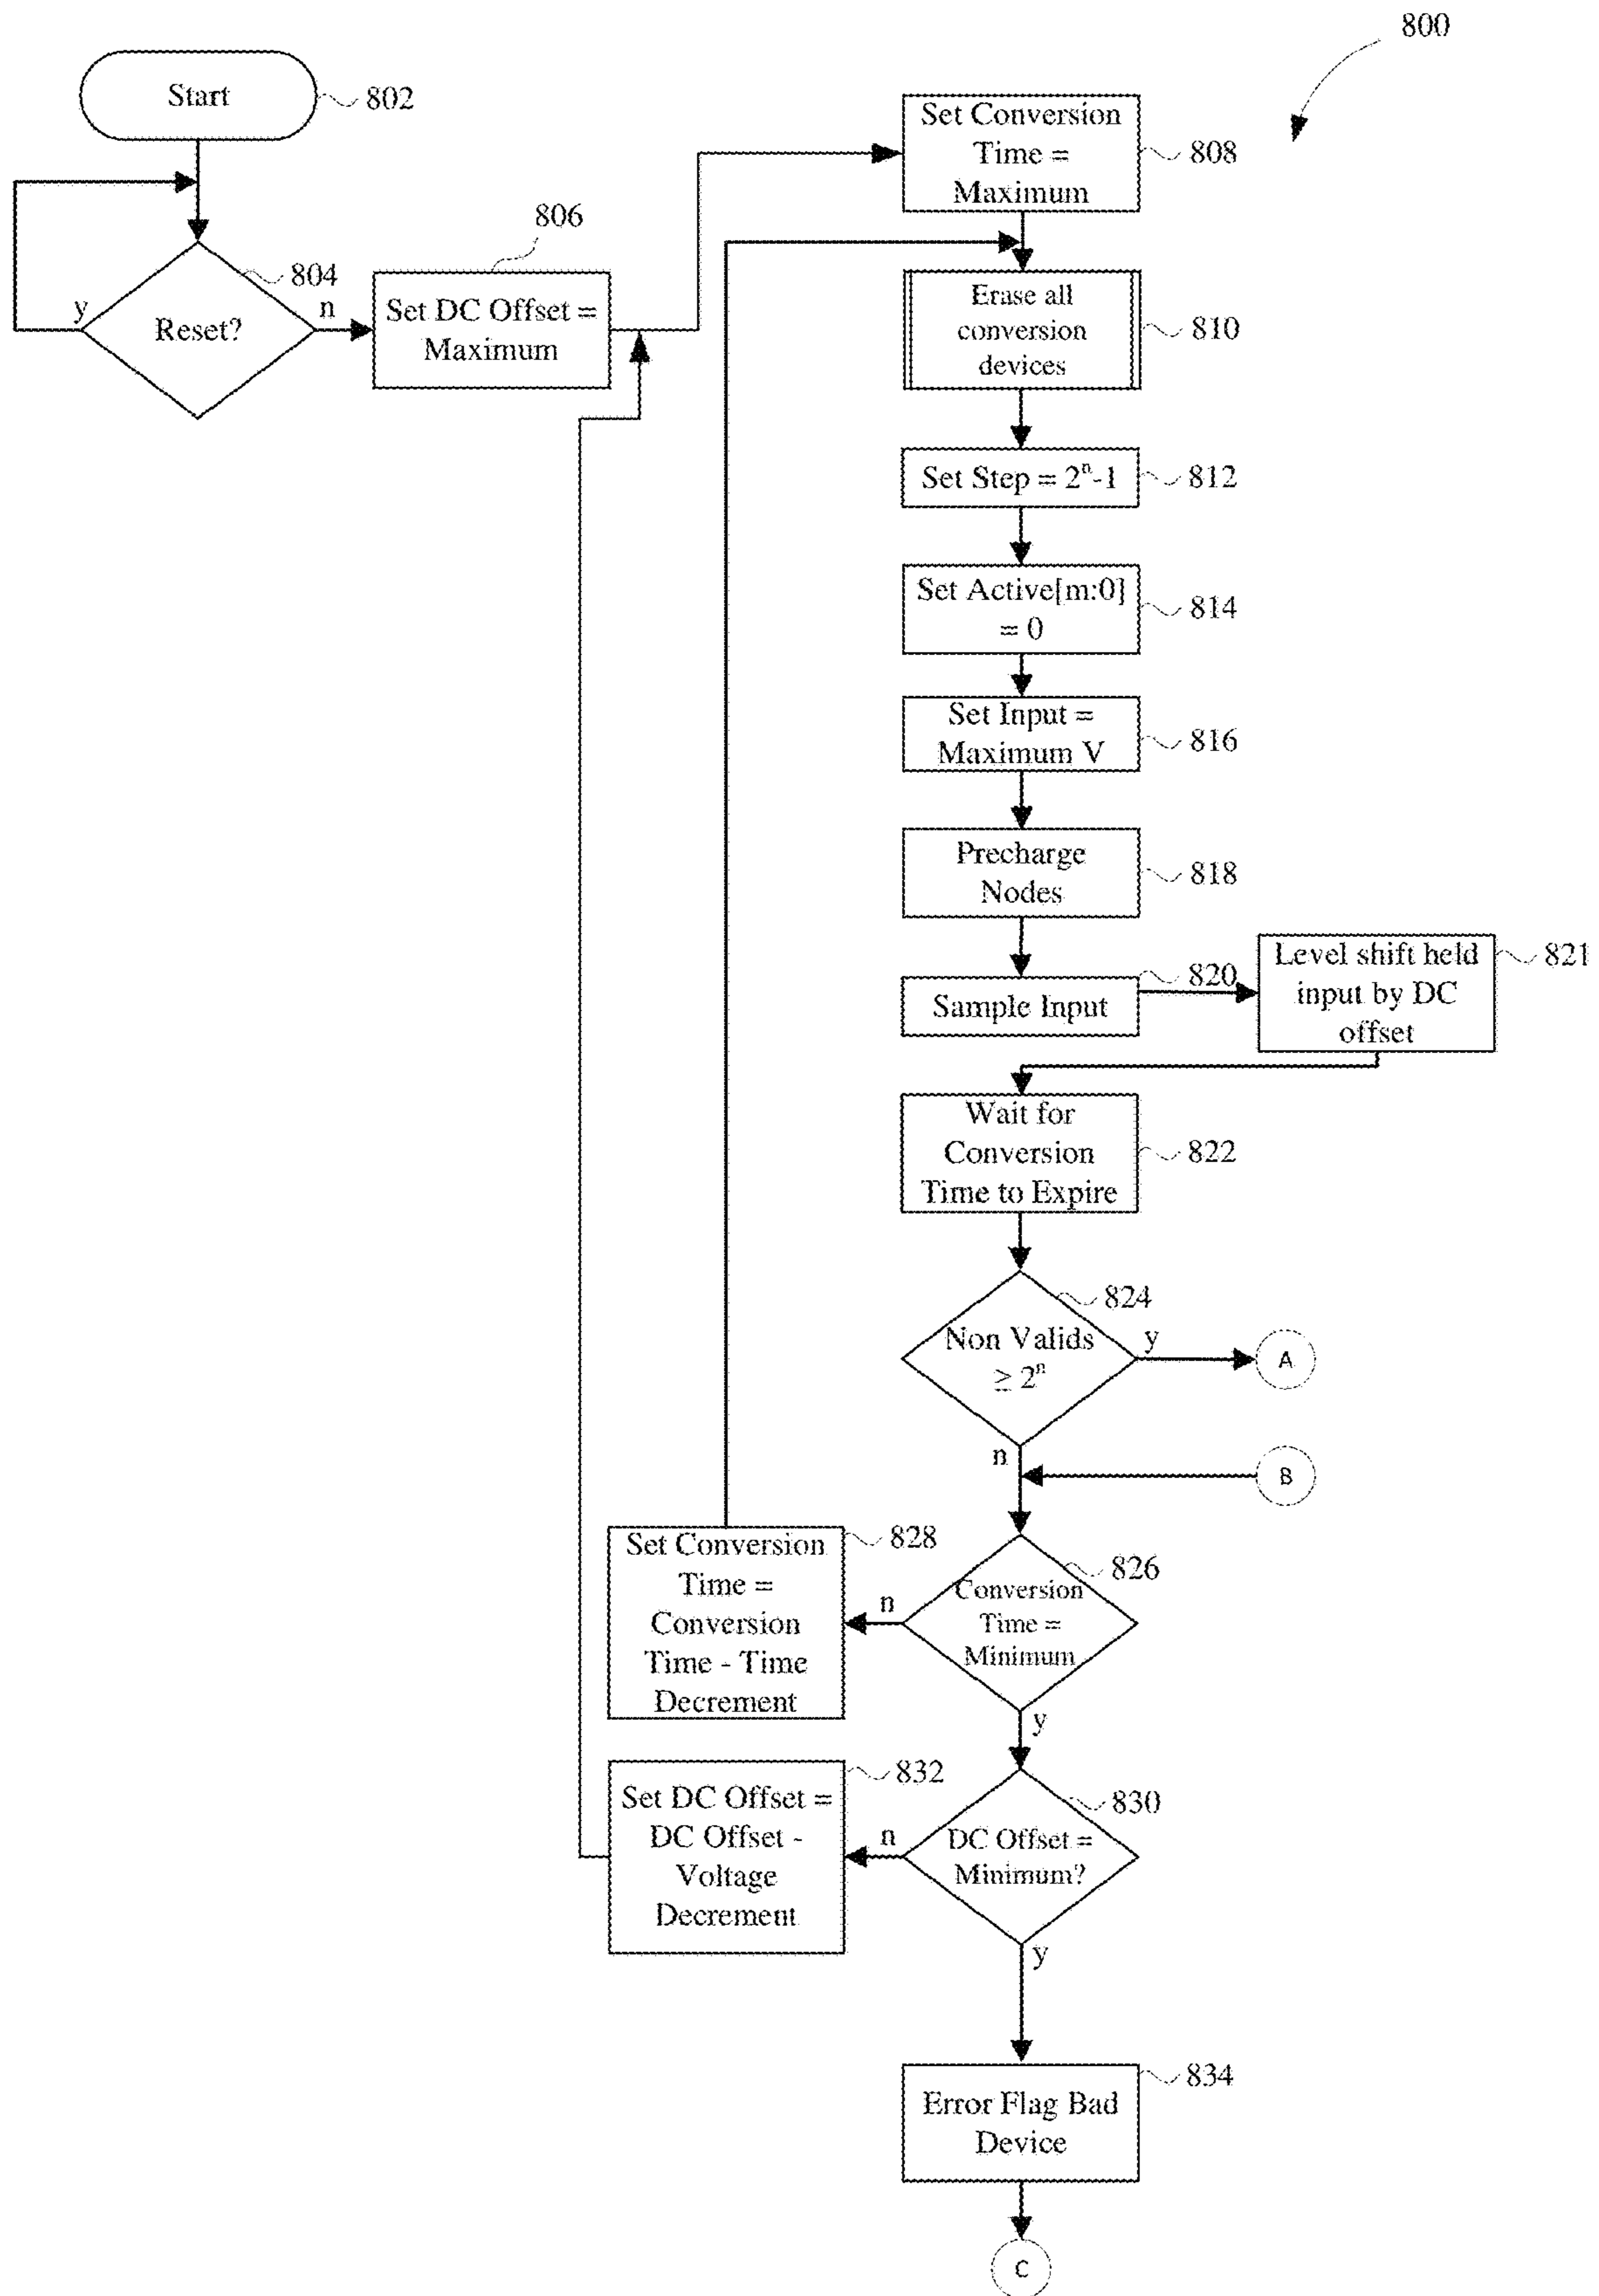 800
Start
802
804
y
n
Reset?
806
Set DC Offset =
Maximum
Set Conversion
Time =
Maximum
808
Erase all
conversion
devices
810
Set Step = 2ⁿ-1
812
Set Active[m:0]
= 0
814
Set Input =
Maximum V
816
Precharge
Nodes
818
Sample Input
820
Level shift held
input by DC
offset
821
Wait for
Conversion
Time to Expire
822
824
Non Valids
≥ 2ⁿ
y
A
n
B
826
Conversion
Time =
Minimum
n
828
Set Conversion
Time =
Conversion
Time - Time
Decrement
y
830
DC Offset =
Minimum?
n
832
Set DC Offset =
DC Offset -
Voltage
Decrement
y
834
Error Flag Bad
Device
C